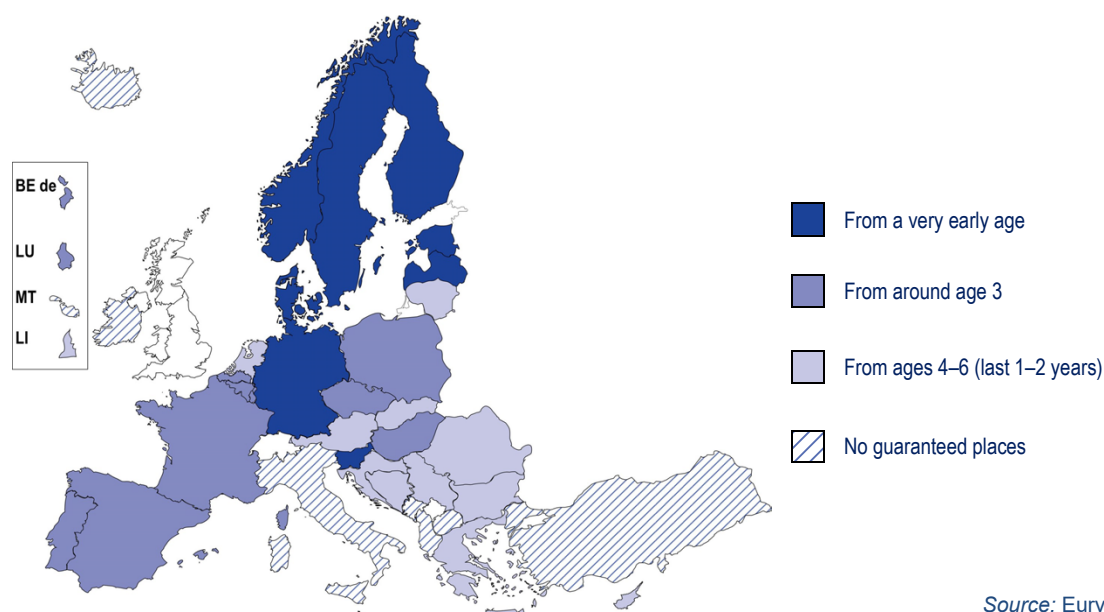 BE de
LU
MT
LI
From a very early age
From around age 3
From ages 4–6 (last 1–2 years)
No guaranteed places
Source: Eury